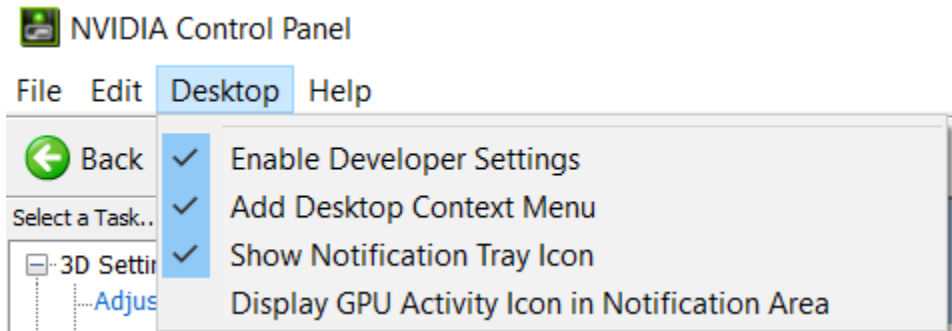 NVIDIA Control Panel
File Edit Desktop Help
Back
Enable Developer Settings
Select a Task..
Add Desktop Context Menu
3D Settin
Show Notification Tray Icon
Adjus
Display GPU Activity Icon in Notification Area